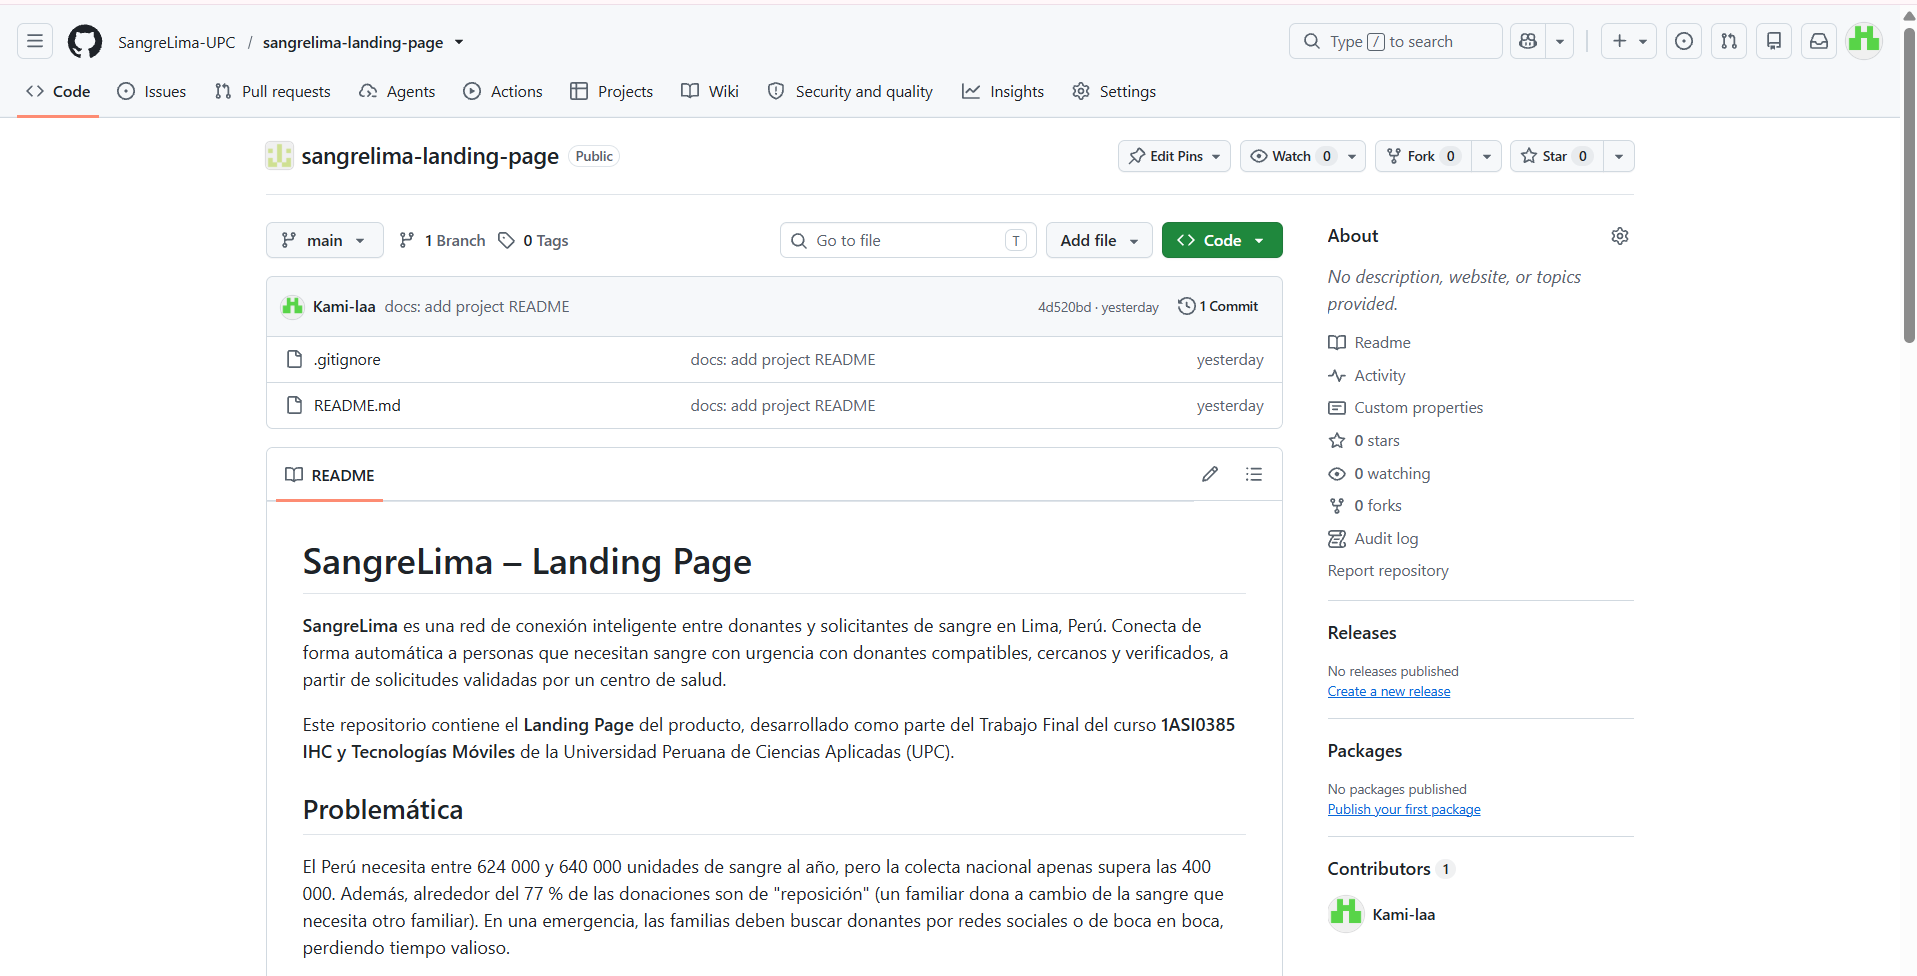 SangreLima-UPC / sangrelima-landing-page
Type / to search
Code Issues Pull requests Agents Actions Projects Wiki Security and quality Insights Settings
sangrelima-landing-page Public
Edit Pins Watch 0 Fork 0 Star 0
main 1 Branch 0 Tags
Go to file T Add file Code
Kami-laa docs: add project README 4d520bd · yesterday 1 Commit
.gitignore docs: add project README yesterday
README.md docs: add project README yesterday
README
SangreLima – Landing Page
SangreLima es una red de conexión inteligente entre donantes y solicitantes de sangre en Lima, Perú. Conecta de
forma automática a personas que necesitan sangre con urgencia con donantes compatibles, cercanos y verificados, a
partir de solicitudes validadas por un centro de salud.
Este repositorio contiene el Landing Page del producto, desarrollado como parte del Trabajo Final del curso 1ASI0385
IHC y Tecnologías Móviles de la Universidad Peruana de Ciencias Aplicadas (UPC).
Problemática
El Perú necesita entre 624 000 y 640 000 unidades de sangre al año, pero la colecta nacional apenas supera las 400
000. Además, alrededor del 77 % de las donaciones son de "reposición" (un familiar dona a cambio de la sangre que
necesita otro familiar). En una emergencia, las familias deben buscar donantes por redes sociales o de boca en boca,
perdiendo tiempo valioso.
About
No description, website, or topics
provided.
Readme
Activity
Custom properties
0 stars
0 watching
0 forks
Audit log
Report repository
Releases
No releases published
Create a new release
Packages
No packages published
Publish your first package
Contributors 1
Kami-laa